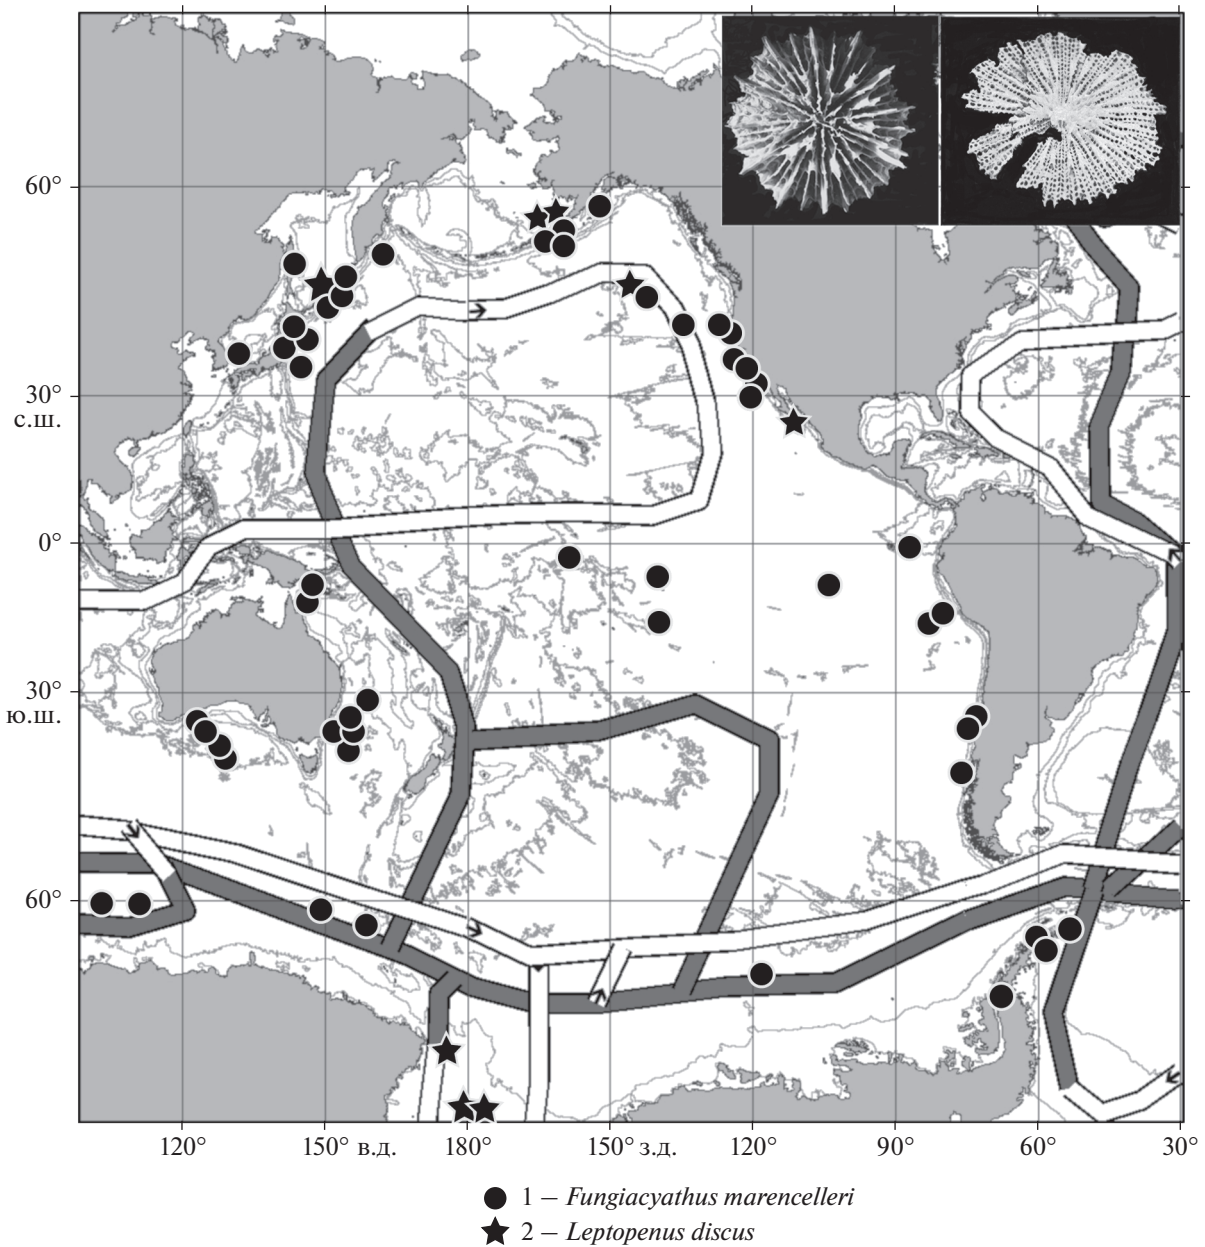 60°
30°
с.ш.
0°
30°
ю.ш.
60°
120° 150° в.д. 180° 150° з.д. 120° 90° 60° 30°
1 – Fungiacyathus marencelleri
2 – Leptopenus discus